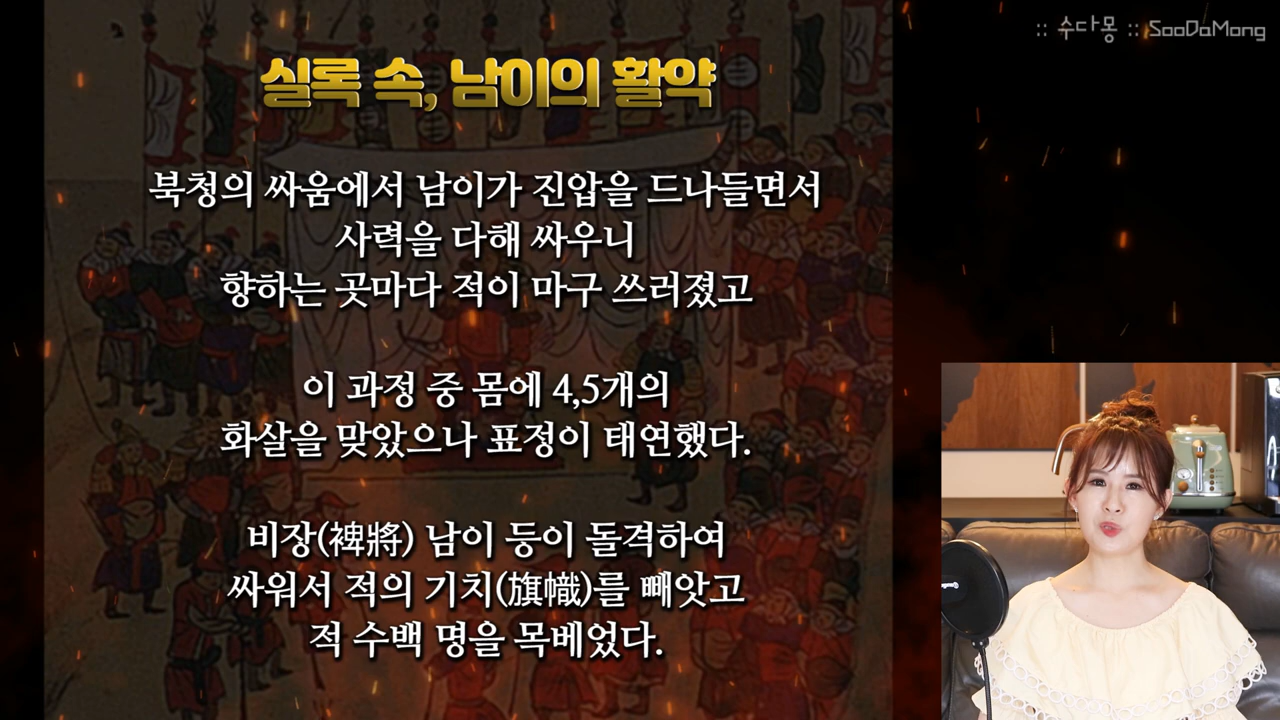 :: 수다몽 :: SooDaMong
실록 속, 남이의 활약
북청의 싸움에서 남이가 진압을 드나들면서
사력을 다해 싸우니
향하는 곳마다 적이 마구 쓰러졌고
이 과정 중 몸에 4,5개의
화살을 맞았으나 표정이 태연했다.
비장(裨將) 남이 등이 돌격하여
싸워서 적의 기치(旗幟)를 빼앗고
적 수백 명을 목베었다.